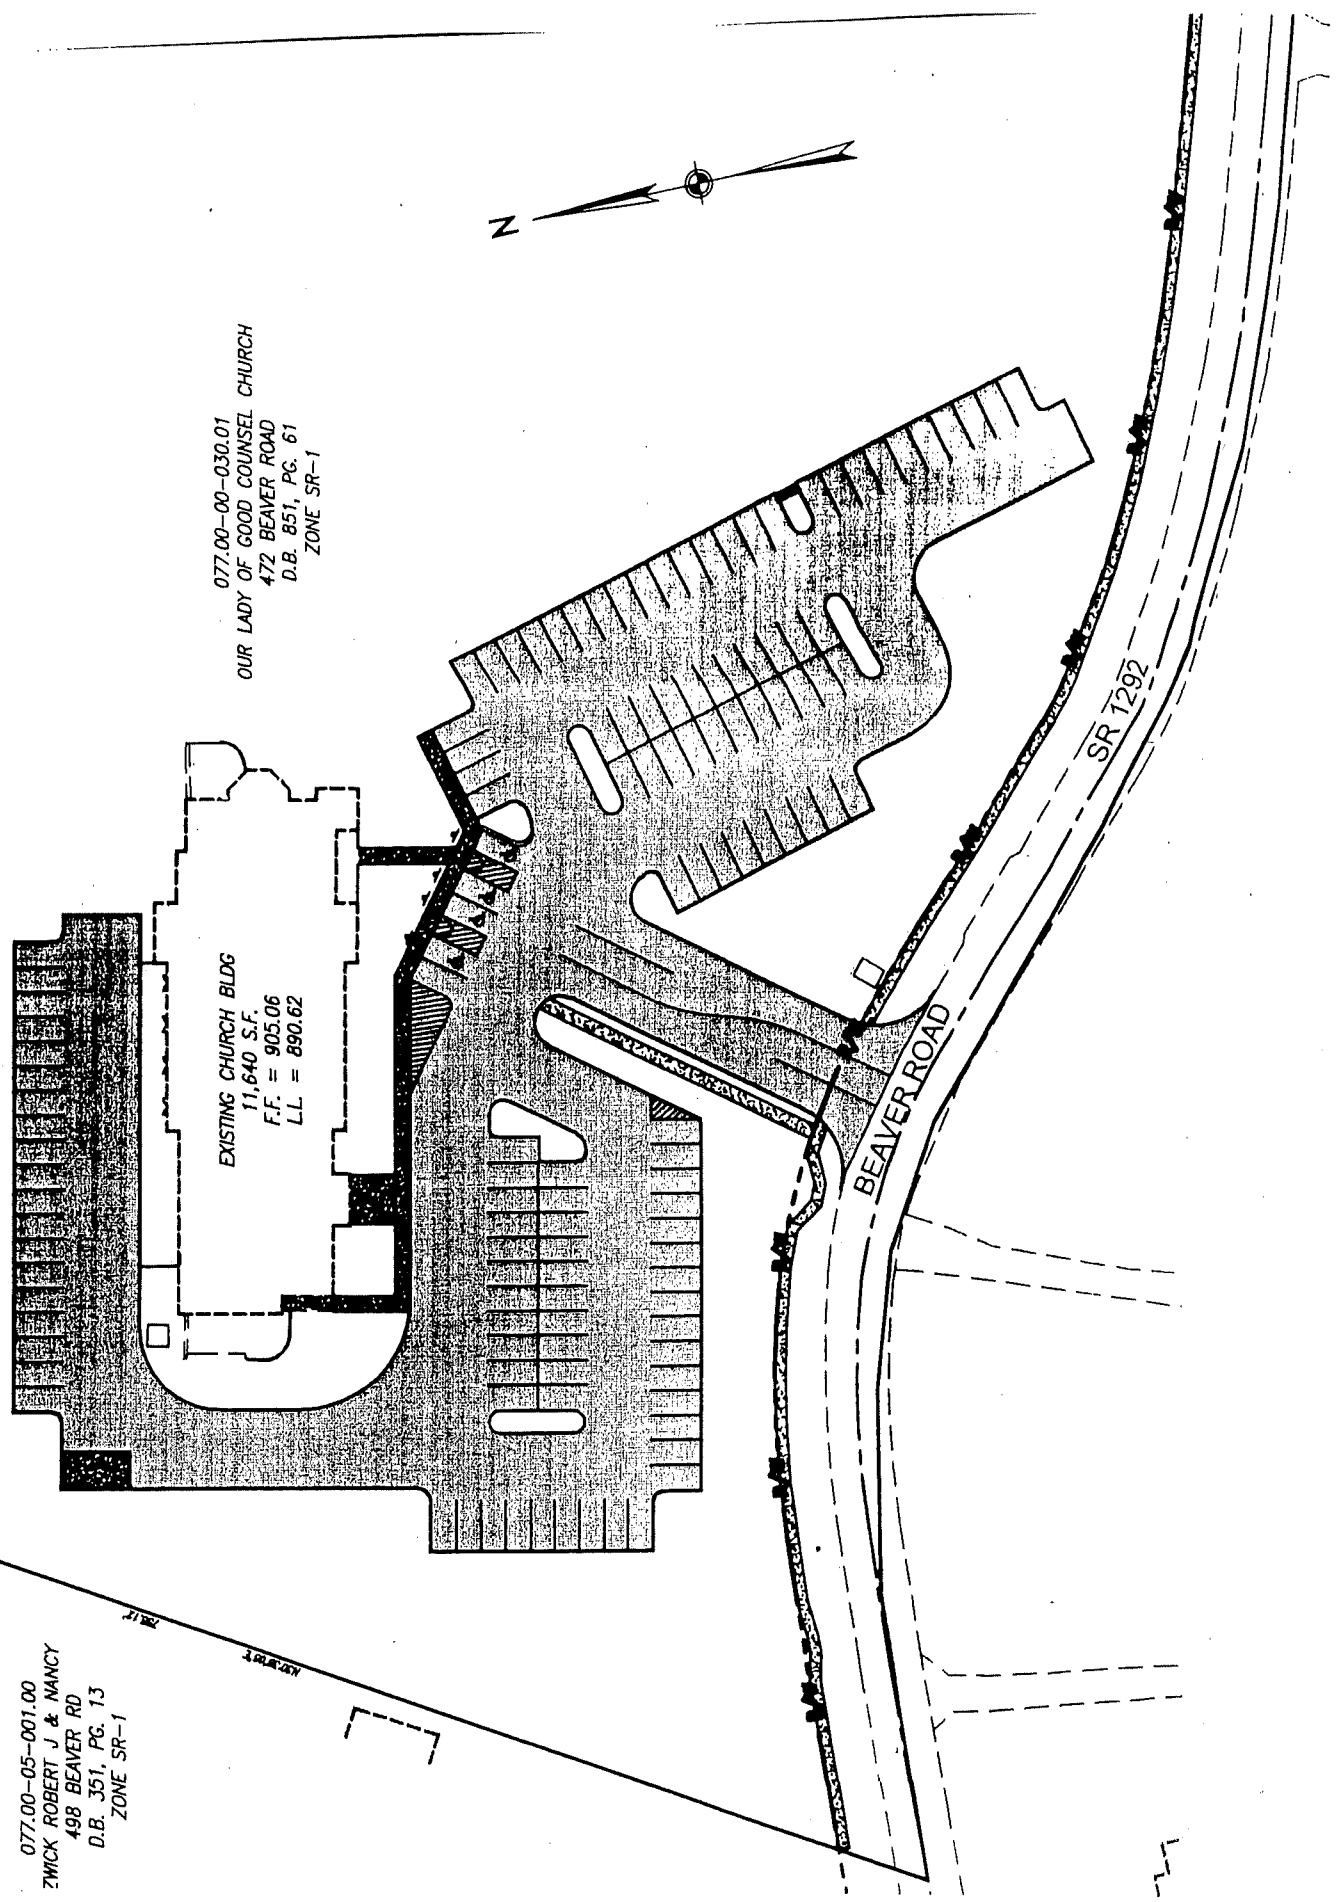 N
077.00-00-030.01
OUR LADY OF GOOD COUNSEL CHURCH
472 BEAVER ROAD
D.B. 851, PG. 61
ZONE SR-1
EXISTING CHURCH BLDG
11,640 S.F.
F.F. = 905.06
L.L. = 890.62
SR 1292
BEAVER ROAD
R/W
R/W
R/W
R/W
R/W
R/W
R/W
R/W
077.00-05-001.00
ZWICK ROBERT J & NANCY
498 BEAVER RD
D.B. 351, PG. 13
ZONE SR-1